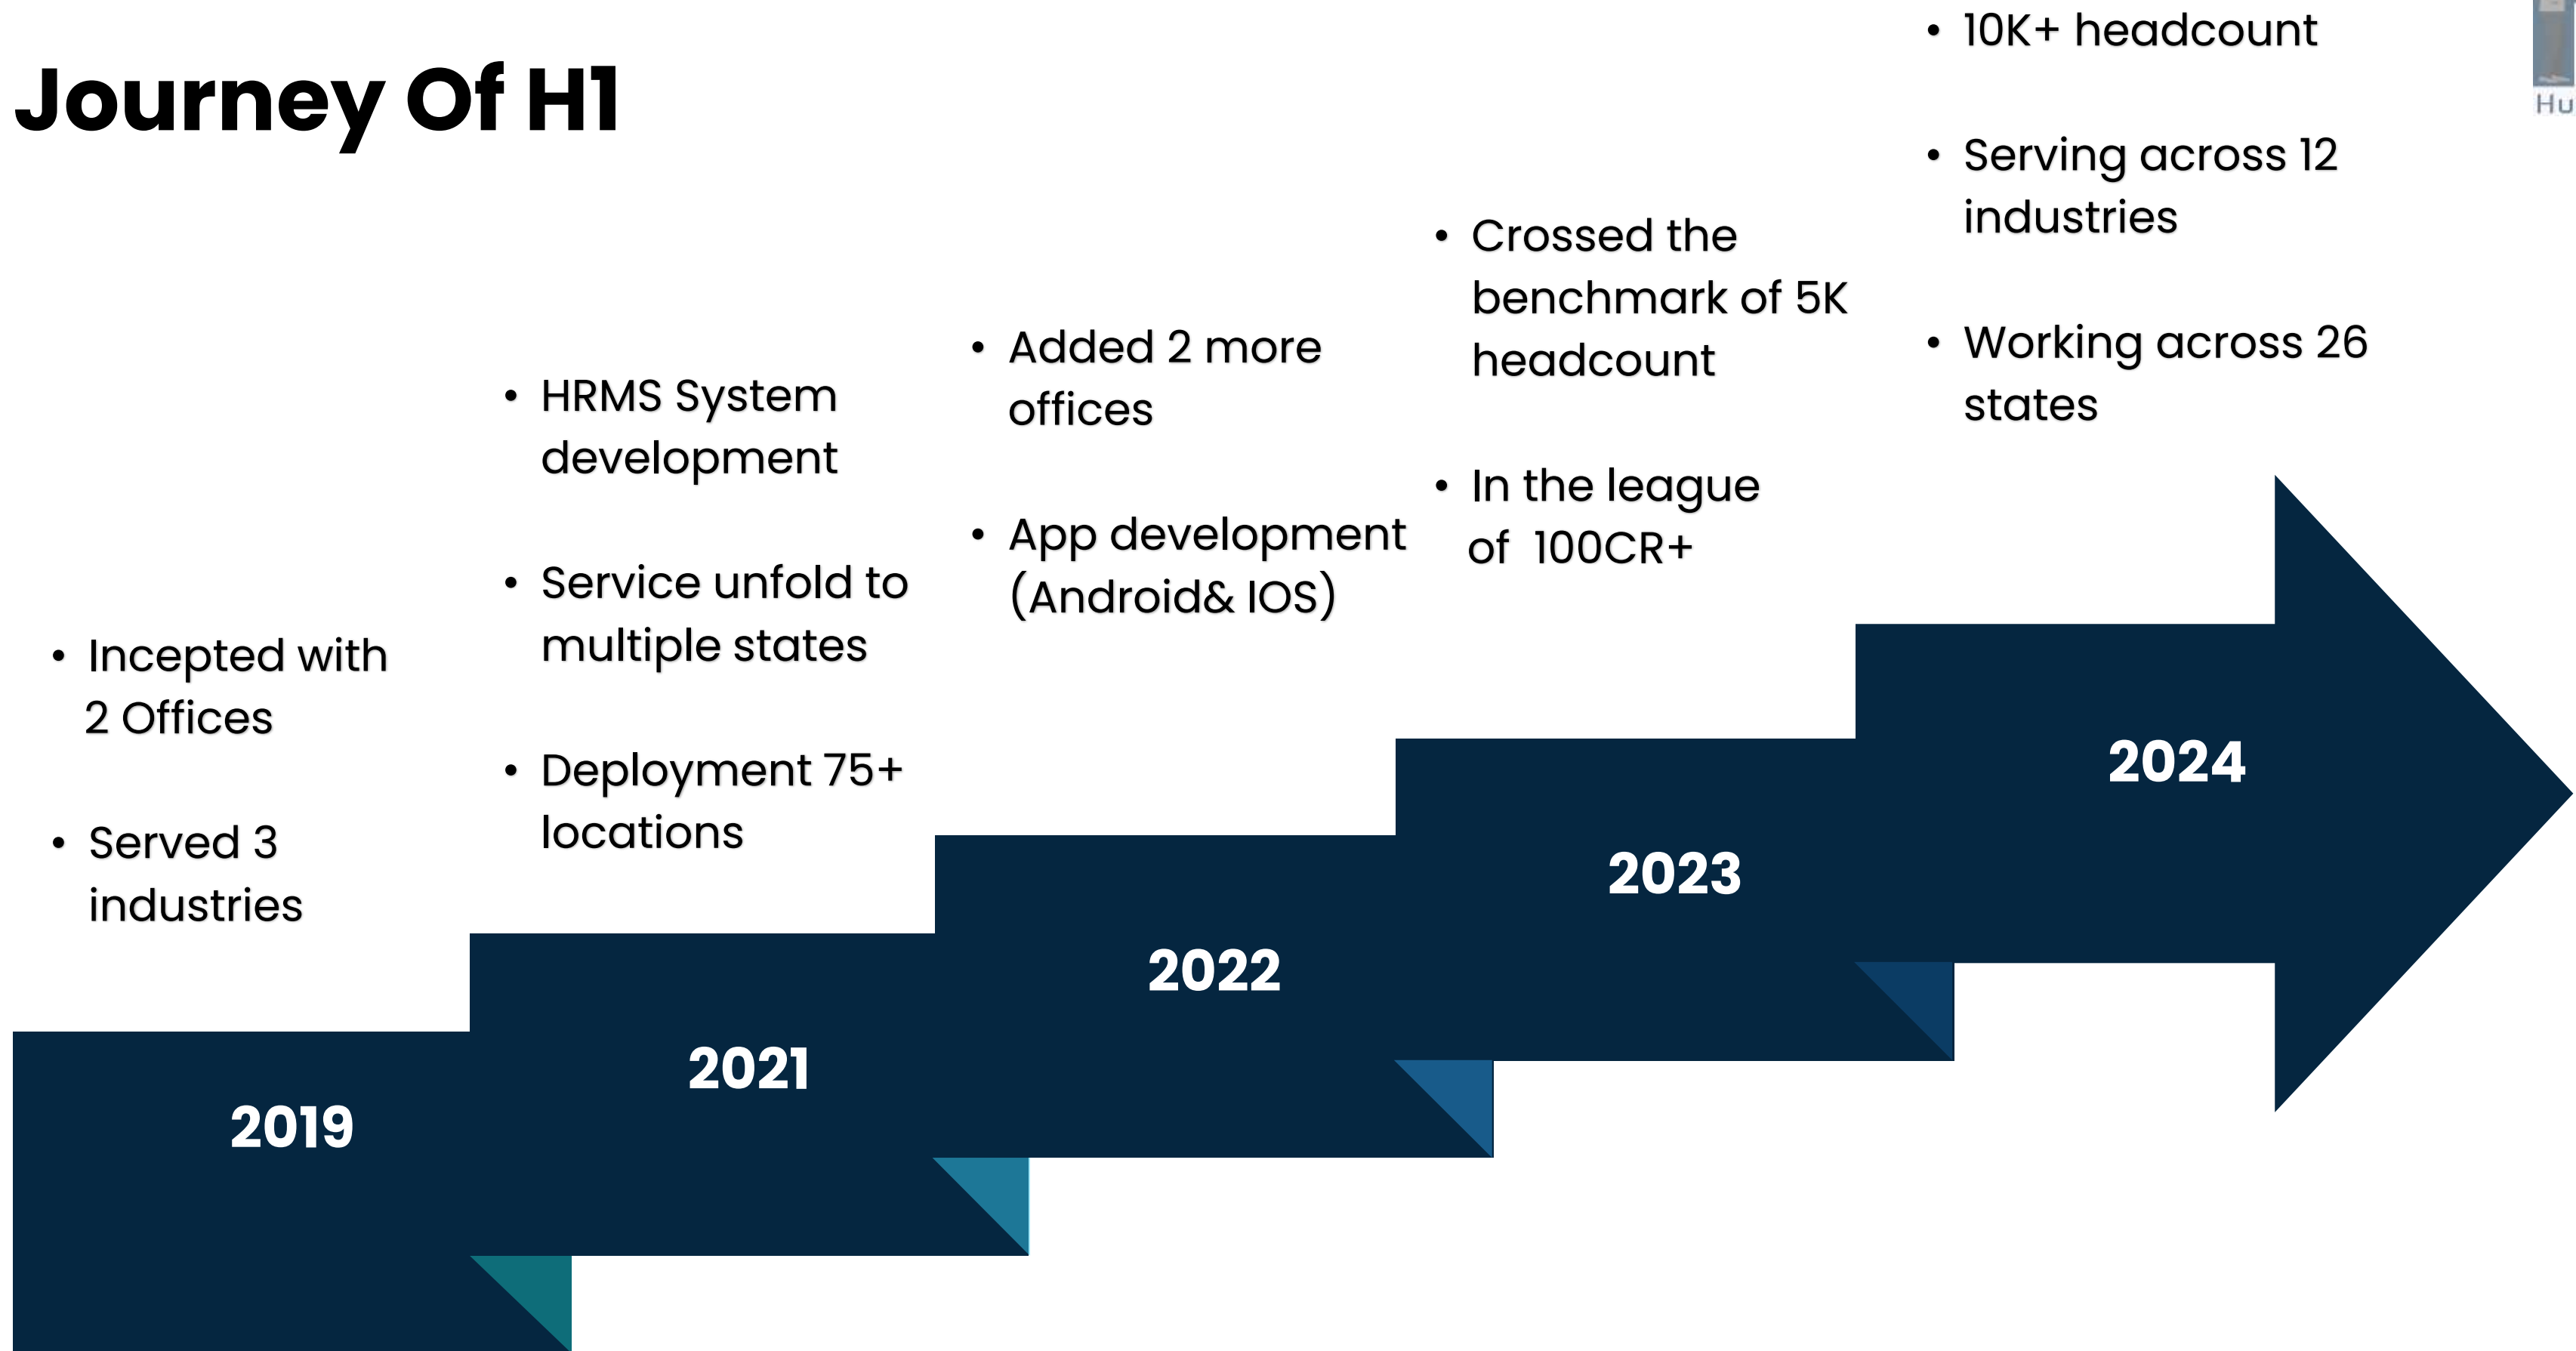 Journey Of H1
• Incepted with
2 Offices
• Served 3
industries
2019
• HRMS System
development
• Service unfold to
multiple states
• Deployment 75+
locations
2021
• Added 2 more
offices
• App development
(Android& IOS)
2022
• Crossed the
benchmark of 5K
headcount
• In the league
of 100CR+
2023
• 10K+ headcount
• Serving across 12
industries
• Working across 26
states
2024
Hu